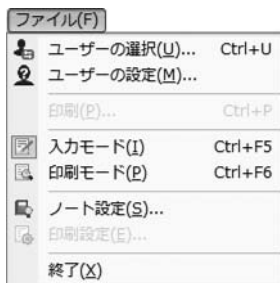 ファイル(F)
ユーザーの選択(U)... Ctrl+U
ユーザーの設定(M)...
印刷(P)... Ctrl+P
入力モード(I) Ctrl+F5
印刷モード(P) Ctrl+F6
ノート設定(S)...
印刷設定(E)...
終了(X)